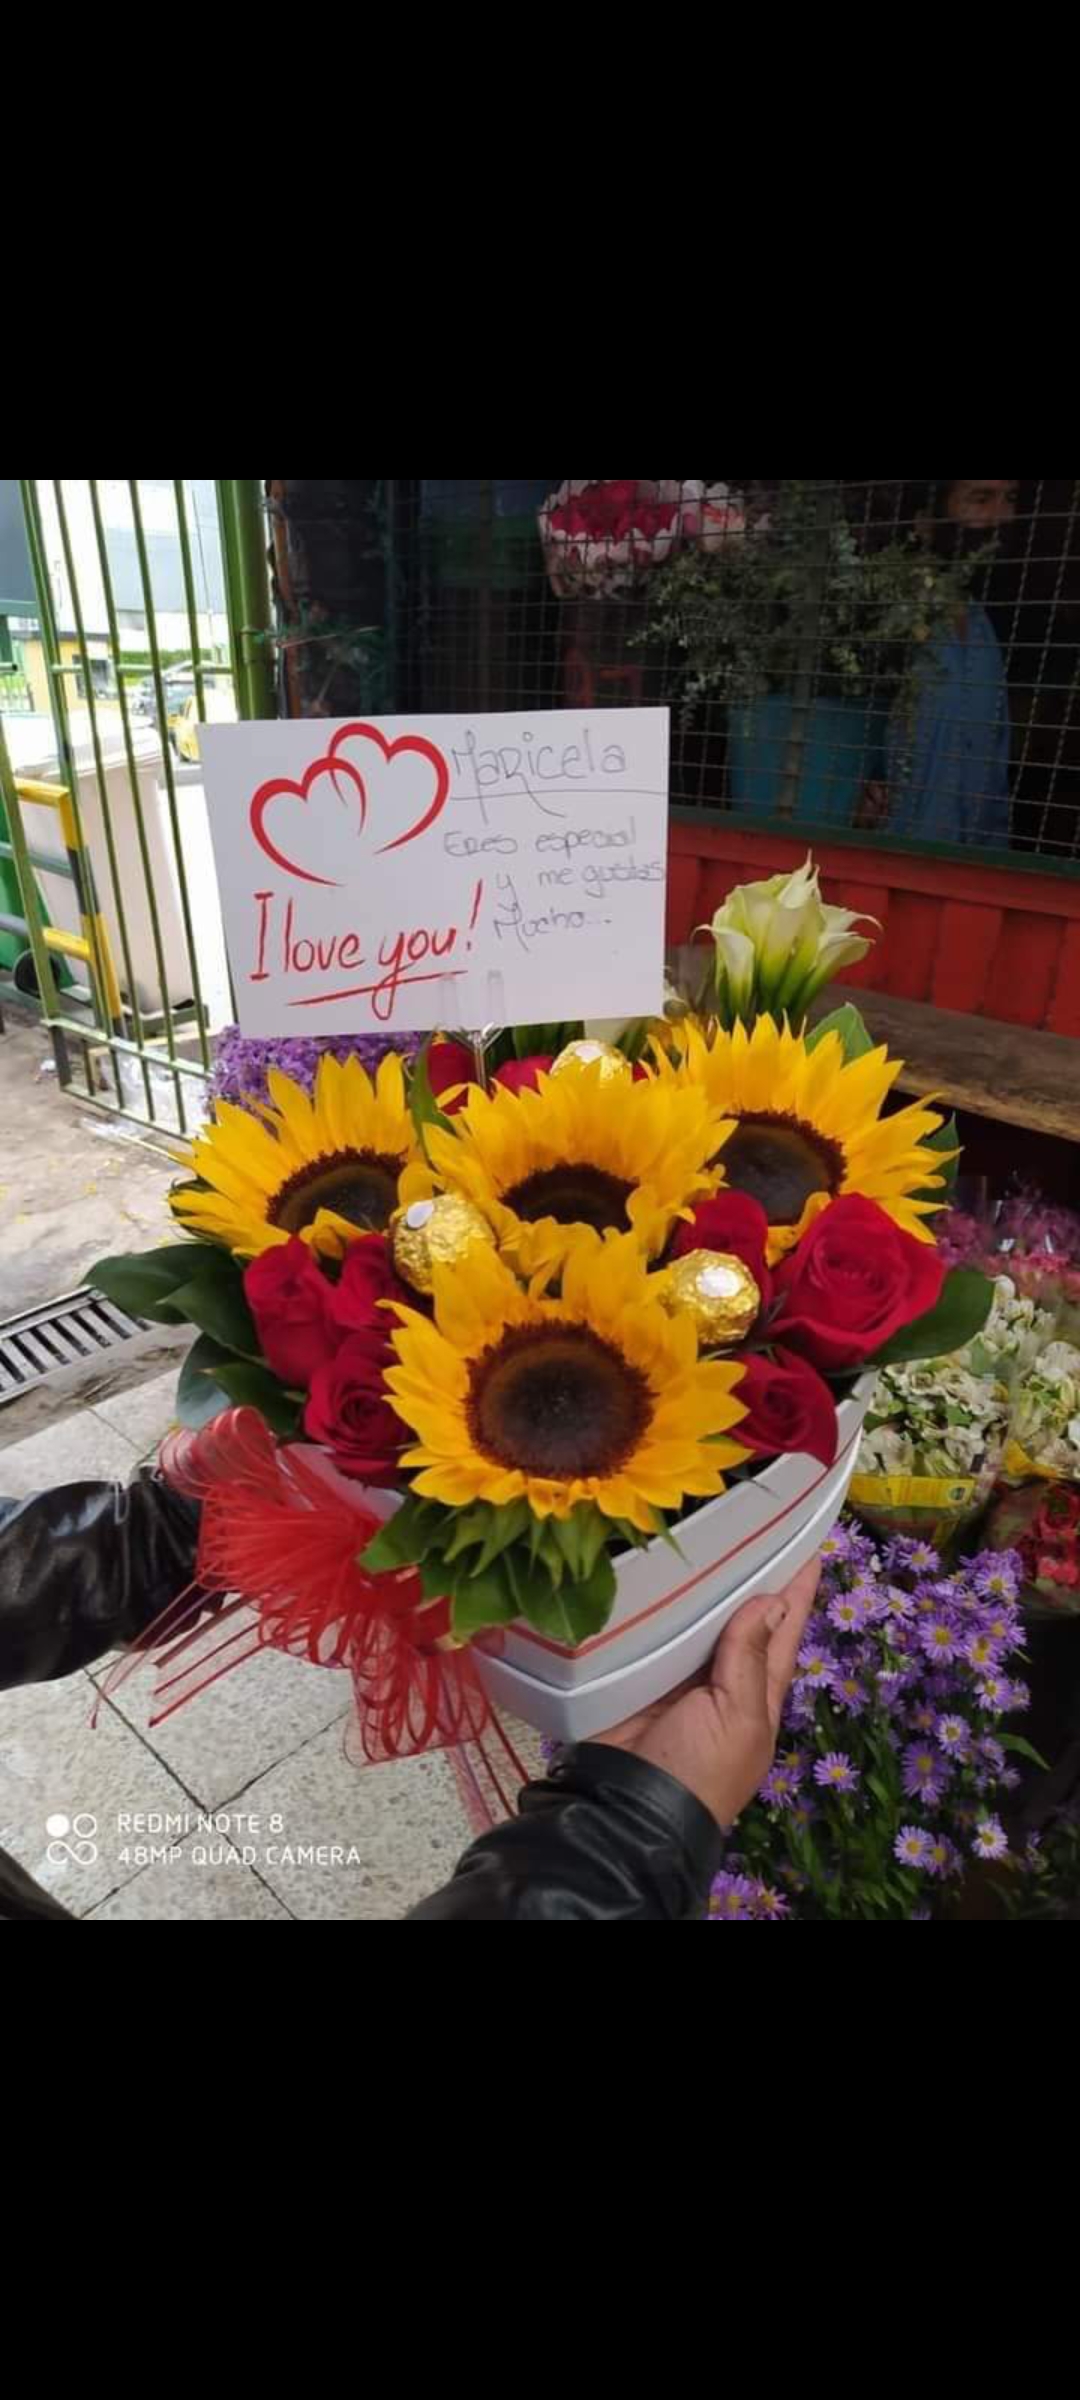 Maricela
Eres especial
y me gustas
Mucho...
I love you!
REDMI NOTE 8
48MP QUAD CAMERA